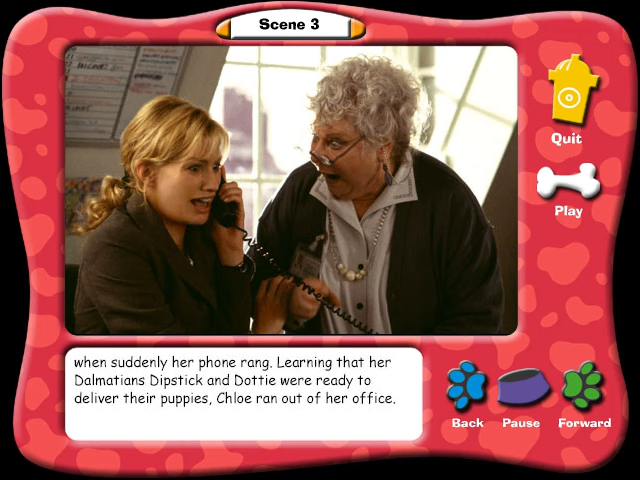 Scene 3
Quit
Play
when suddenly her phone rang. Learning that her
Dalmatians Dipstick and Dottie were ready to
deliver their puppies, Chloe ran out of her office.
Back Pause Forward